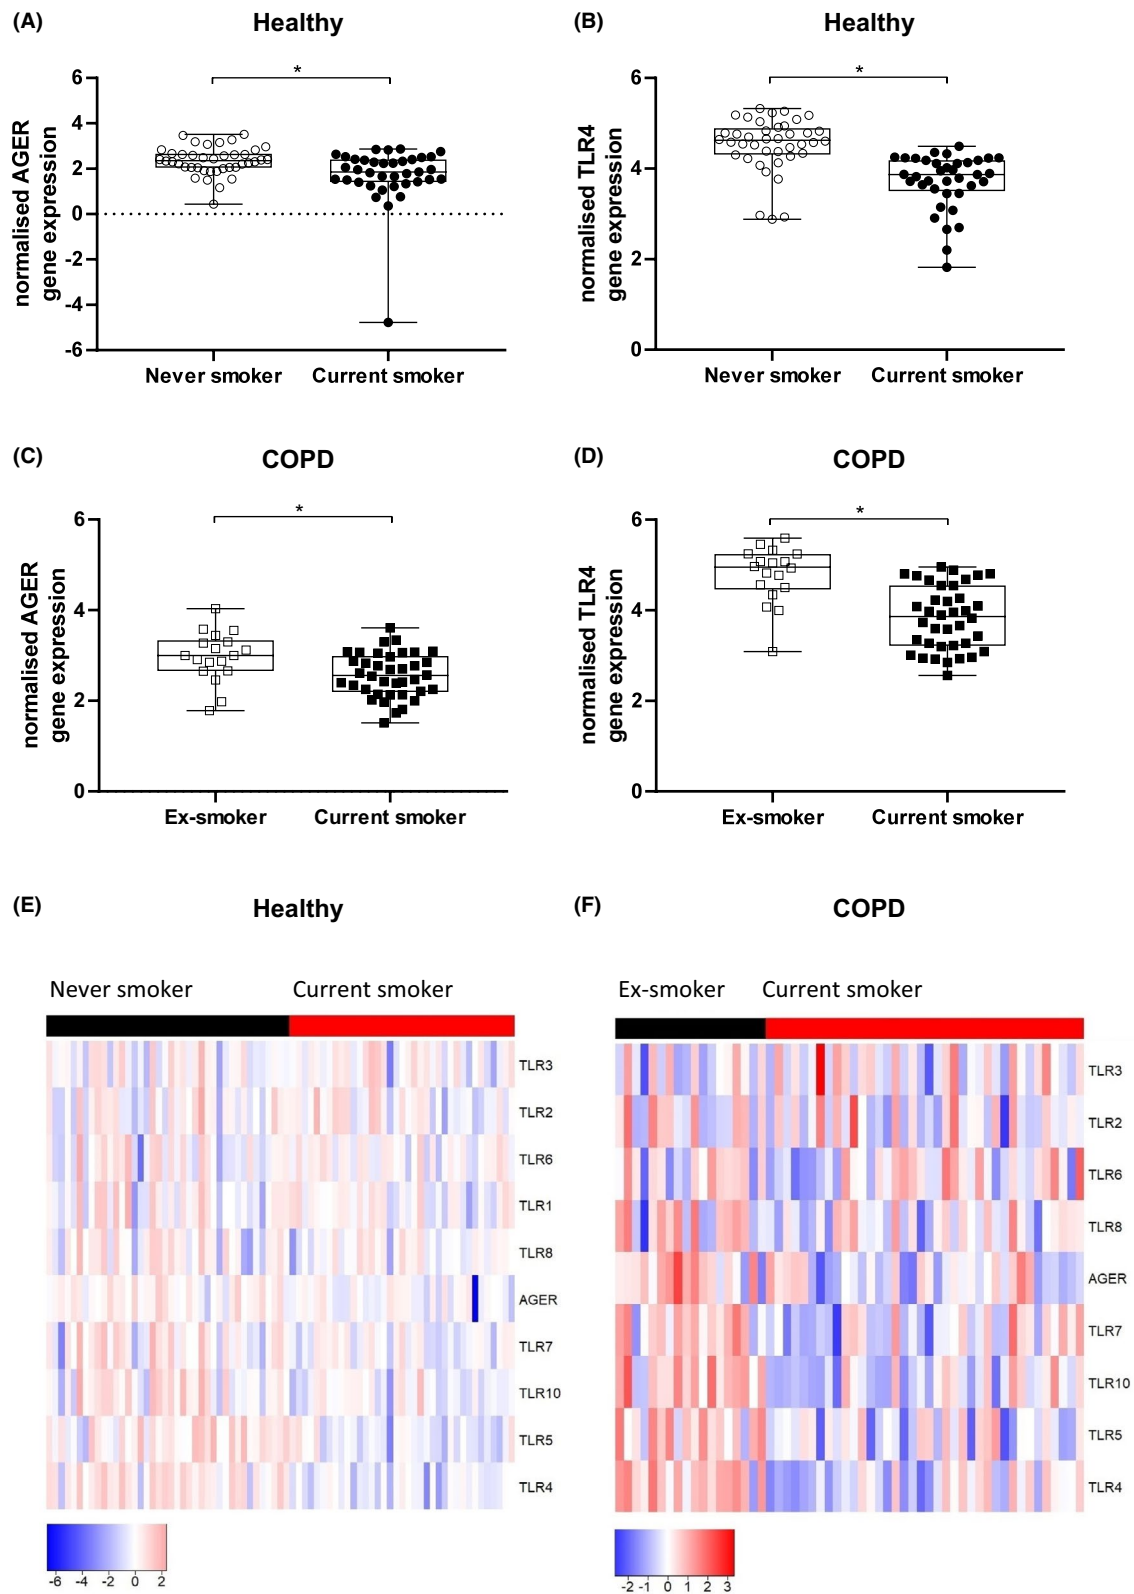 (A)
Healthy
*
normalised AGER
gene expression
6
4
2
0
-2
-4
-6
Never smoker
Current smoker
(B)
Healthy
*
normalised TLR4
gene expression
6
4
2
0
Never smoker
Current smoker
(C)
COPD
*
normalised AGER
gene expression
6
4
2
0
Ex-smoker
Current smoker
(D)
COPD
*
normalised TLR4
gene expression
6
4
2
0
Ex-smoker
Current smoker
(E)
Healthy
Never smoker
Current smoker
TLR3
TLR2
TLR6
TLR1
TLR8
AGER
TLR7
TLR10
TLR5
TLR4
-6 -4 -2 0 2
(F)
COPD
Ex-smoker
Current smoker
TLR3
TLR2
TLR6
TLR8
AGER
TLR7
TLR10
TLR5
TLR4
-2 -1 0 1 2 3